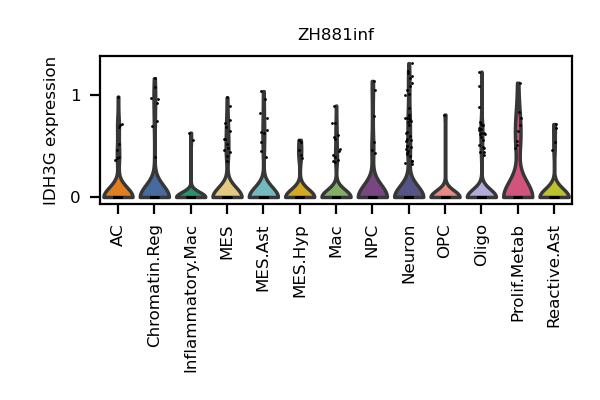 ZH881inf
IDH3G expression
1
0
AC
Chromatin.Reg
Inflammatory.Mac
MES
MES.Ast
MES.Hyp
Mac
NPC
Neuron
OPC
Oligo
Prolif.Metab
Reactive.Ast